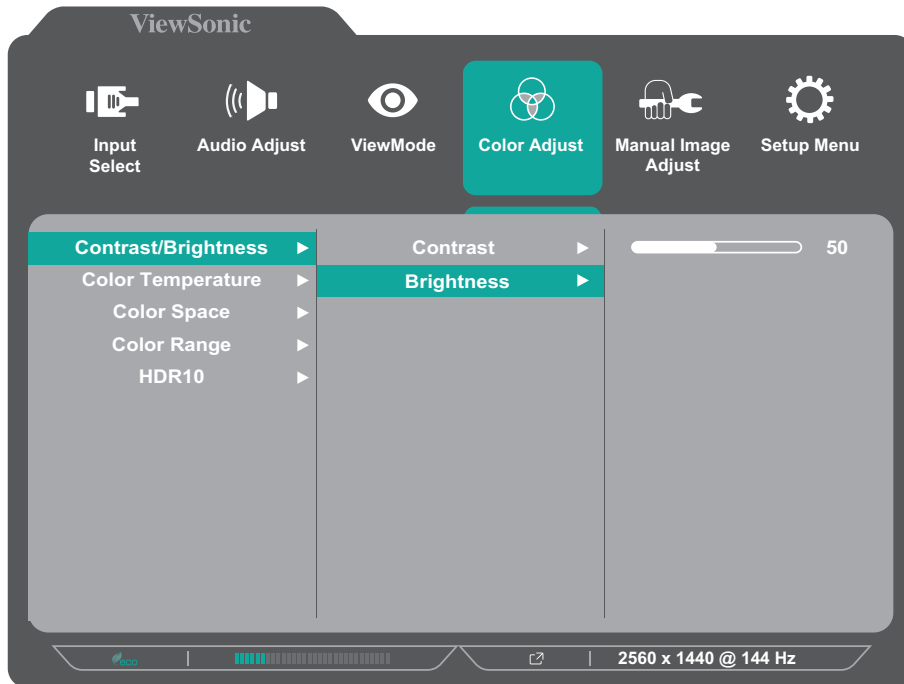 ViewSonic
Input
Select
Audio Adjust
ViewMode
Color Adjust
Manual Image
Adjust
Setup Menu
Contrast/Brightness
Color Temperature
Color Space
Color Range
HDR10
Contrast
Brightness
50
eco
2560 x 1440 @ 144 Hz